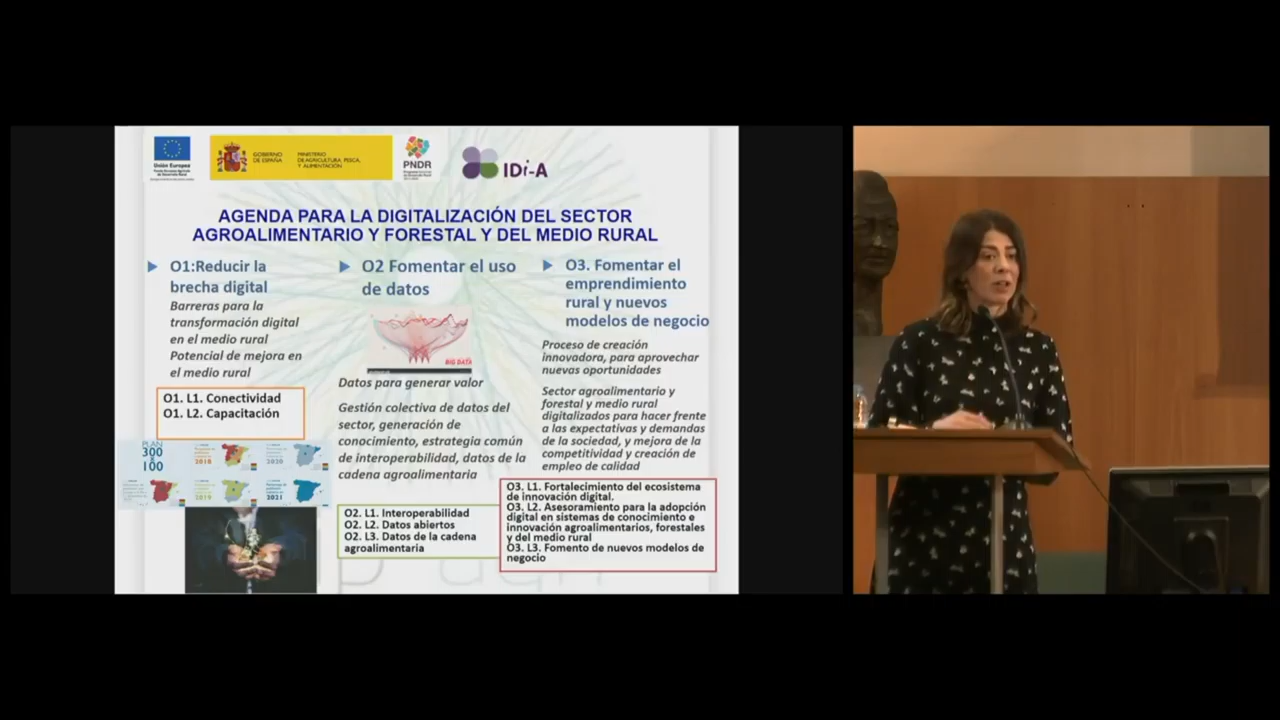 Unión Europea
GOBIERNO
DE ESPAÑA
MINISTERIO
DE AGRICULTURA, PESCA,
Y ALIMENTACIÓN
PNDR
IDi-A
AGENDA PARA LA DIGITALIZACIÓN DEL SECTOR
AGROALIMENTARIO Y FORESTAL Y DEL MEDIO RURAL
O1:Reducir la
brecha digital
Barreras para la
transformación digital
en el medio rural
Potencial de mejora en
el medio rural
O1. L1. Conectividad
O1. L2. Capacitación
PLAN
300
100
2018
2020
2019
2021
O2 Fomentar el uso
de datos
BIG DATA
Datos para generar valor
Gestión colectiva de datos del
sector, generación de
conocimiento, estrategia común
de interoperabilidad, datos de la
cadena agroalimentaria
O2. L1. Interoperabilidad
O2. L2. Datos abiertos
O2. L3. Datos de la cadena
agroalimentaria
O3. Fomentar el
emprendimiento
rural y nuevos
modelos de negocio
Proceso de creación
innovadora, para aprovechar
nuevas oportunidades
Sector agroalimentario y
forestal y medio rural
digitalizados para hacer frente
a las expectativas y demandas
de la sociedad, y mejora de la
competitividad y creación de
empleo de calidad
O3. L1. Fortalecimiento del ecosistema
de innovación digital.
O3. L2. Asesoramiento para la adopción
digital en sistemas de conocimiento e
innovación agroalimentarios, forestales
y del medio rural
O3. L3. Fomento de nuevos modelos de
negocio